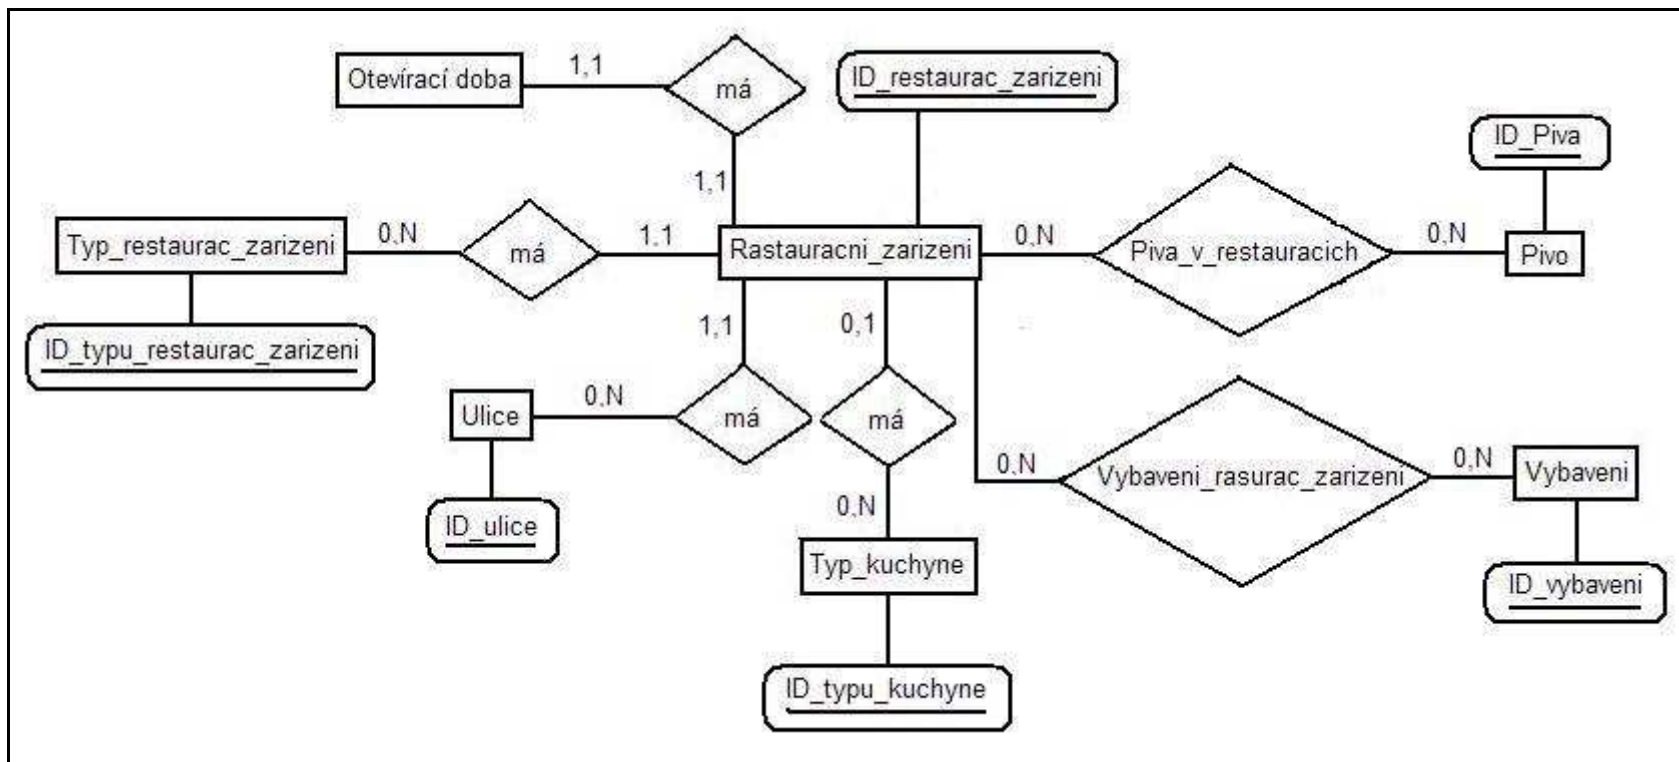 Otevírací doba
1,1
má
ID_restaurac_zarizeni
ID_Piva
1,1
Typ_restaurac_zarizeni
0,N
má
1,1
Rastauracni_zarizeni
0,N
Piva_v_restauracich
0,N
Pivo
ID_typu_restaurac_zarizeni
1,1
0,1
Ulice
0,N
má
má
0,N
Vybaveni_rasurac_zarizeni
0,N
Vybaveni
ID_ulice
0,N
Typ_kuchyne
ID_vybaveni
ID_typu_kuchyne